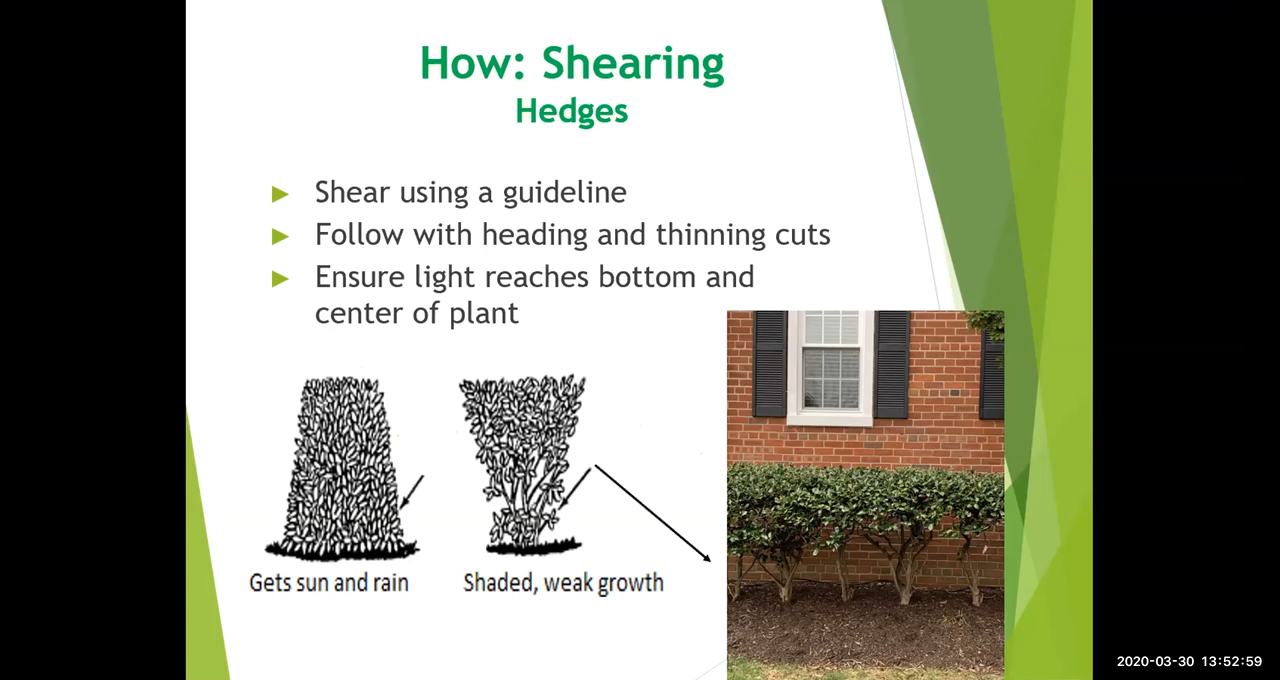 How: Shearing
Hedges
Shear using a guideline
Follow with heading and thinning cuts
Ensure light reaches bottom and
center of plant
Gets sun and rain
Shaded, weak growth
2020-03-30 13:52:59